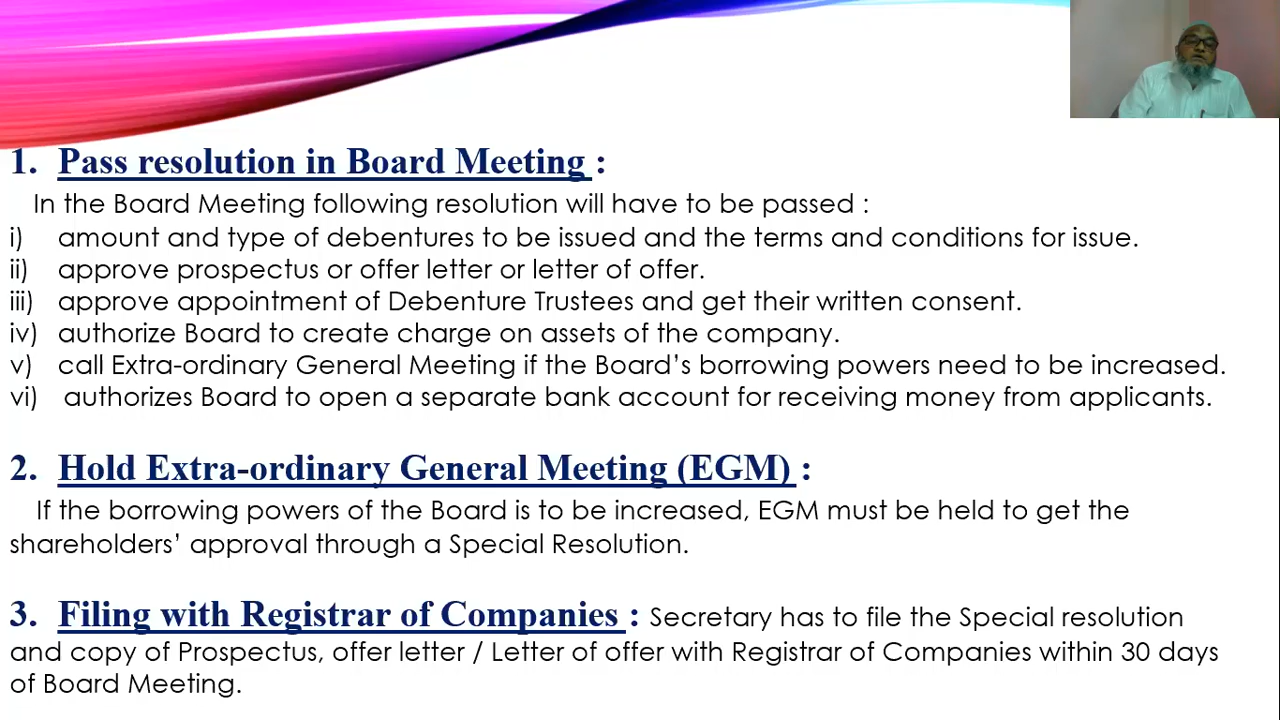 1. Pass resolution in Board Meeting :
In the Board Meeting following resolution will have to be passed :
i) amount and type of debentures to be issued and the terms and conditions for issue.
ii) approve prospectus or offer letter or letter of offer.
iii) approve appointment of Debenture Trustees and get their written consent.
iv) authorize Board to create charge on assets of the company.
v) call Extra-ordinary General Meeting if the Board’s borrowing powers need to be increased.
vi) authorizes Board to open a separate bank account for receiving money from applicants.
2. Hold Extra-ordinary General Meeting (EGM) :
If the borrowing powers of the Board is to be increased, EGM must be held to get the
shareholders’ approval through a Special Resolution.
3. Filing with Registrar of Companies : Secretary has to file the Special resolution
and copy of Prospectus, offer letter / Letter of offer with Registrar of Companies within 30 days
of Board Meeting.